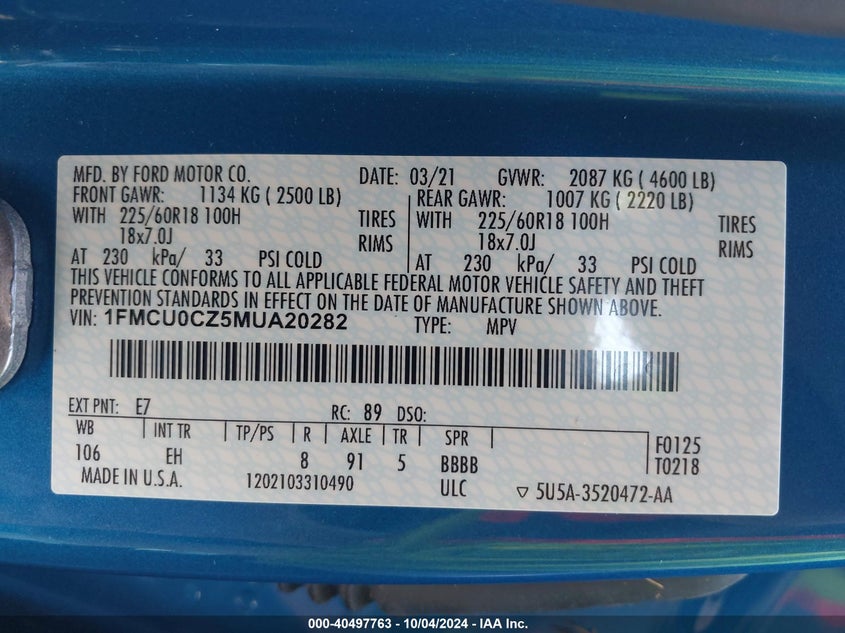 MFD. BY FORD MOTOR CO. DATE: 03/21 GVWR: 2087 KG ( 4600 LB)
FRONT GAWR: 1134 KG ( 2500 LB) REAR GAWR: 1007 KG ( 2220 LB)
WITH 225/60R18 100H TIRES WITH 225/60R18 100H TIRES
18x7.0J RIMS 18x7.0J RIMS
AT 230 kPa/ 33 PSI COLD AT 230 kPa/ 33 PSI COLD
THIS VEHICLE CONFORMS TO ALL APPLICABLE FEDERAL MOTOR VEHICLE SAFETY AND THEFT
PREVENTION STANDARDS IN EFFECT ON THE DATE OF MANUFACTURE SHOWN ABOVE.
VIN: 1FMCU0CZ5MUA20282 TYPE: MPV
EXT PNT: E7 RC: 89 DSO:
WB INT TR TP/PS R AXLE TR SPR F0125
106 EH 8 91 5 BBBB T0218
MADE IN U.S.A. 1202103310490 ULC ▽ 5U5A-3520472-AA
000-40497763 - 10/04/2024 - IAA Inc.